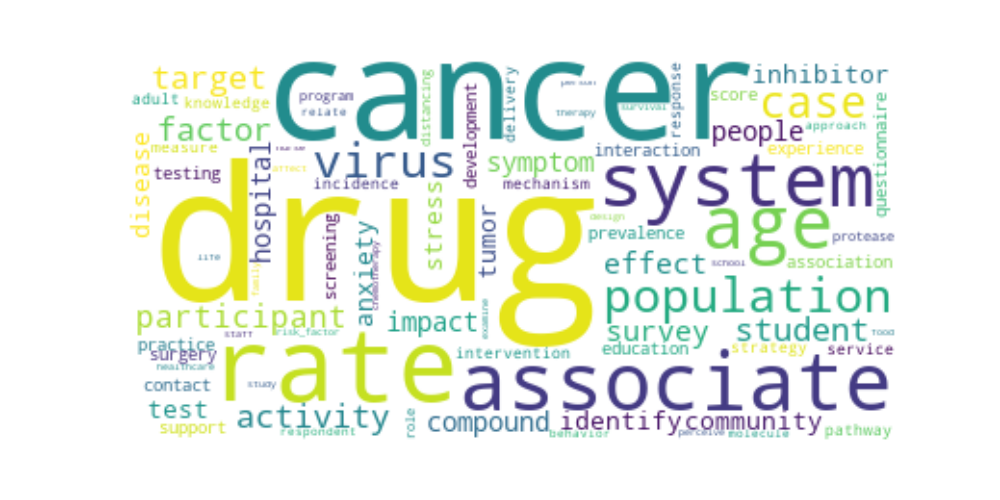 cancer
inhibitor
target
adult
knowledge
program
relate
distancing
delivery
therapy
survival
response
score
case
factor
measure
people
approach
questionnaire
disease
testing
hospital
virus
incidence
development
symptom
mechanism
interaction
experience
system
drug
screening
anxiety
chemotherapy
stress
tumor
design
prevalence
age
protease
school
association
life
family
effect
population
participant
risk_factor
staff
impact
examine
survey
student
food
practice
surgery
healthcare
rate
intervention
education
strategy
service
contact
study
associate
test
support
activity
respondent
role
compound
behavior
identify
community
perceive
molecule
pathway